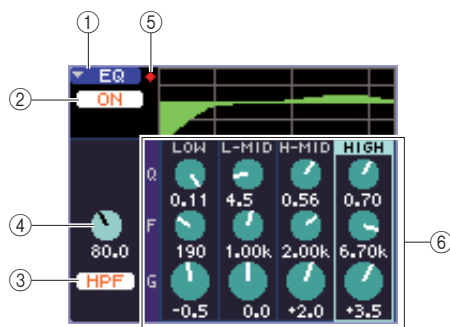 ① ⑤
EQ
② ON
LOW L-MID H-MID HIGH
Q
0.11 4.5 0.56 0.70
④ F ⑥
80.0 190 1.00k 2.00k 6.70k
③ HPF G
-0.5 0.0 +2.0 +3.5